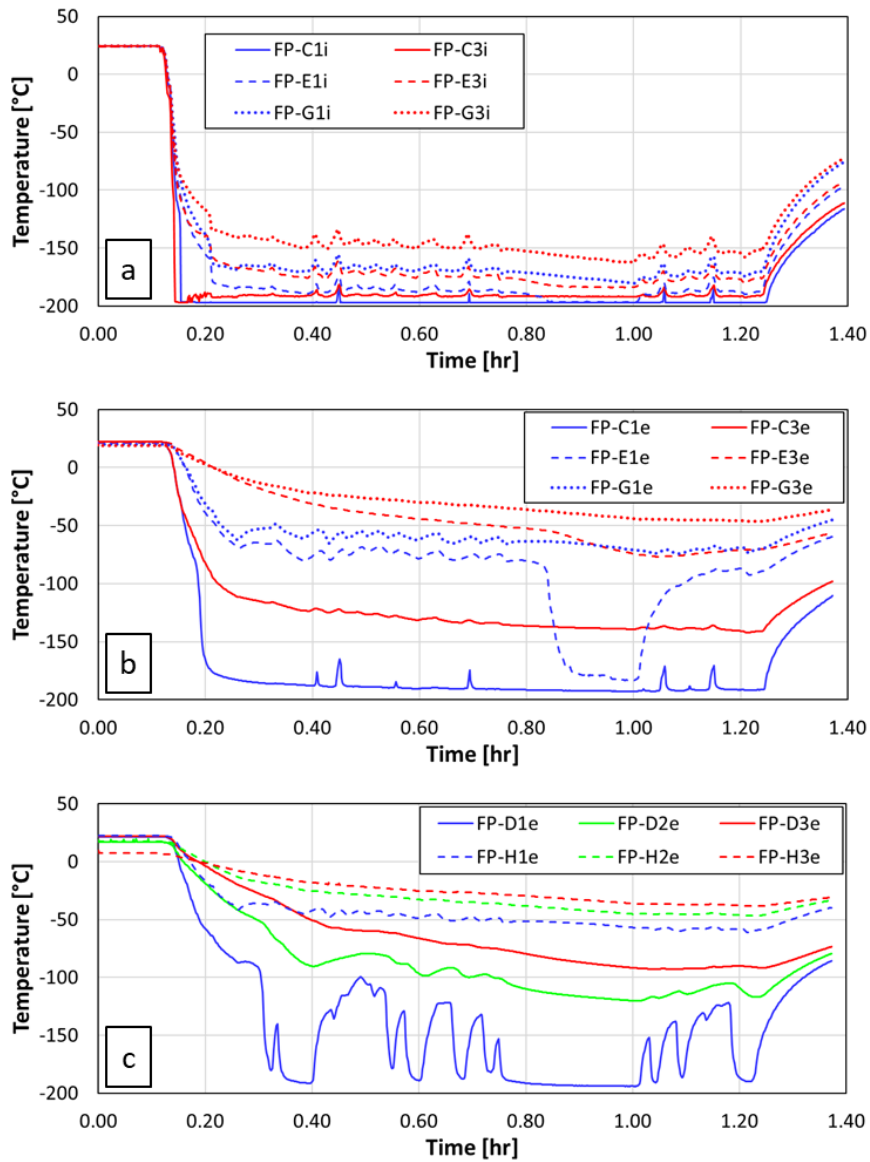 50
0
-50
-100
-150
-200
Temperature [°C]
FP-C1i FP-C3i
FP-E1i FP-E3i
FP-G1i FP-G3i
a
0.00 0.20 0.40 0.60 0.80 1.00 1.20 1.40
Time [hr]
50
0
-50
-100
-150
-200
Temperature [°C]
FP-C1e FP-C3e
FP-E1e FP-E3e
FP-G1e FP-G3e
b
0.00 0.20 0.40 0.60 0.80 1.00 1.20 1.40
Time [hr]
50
0
-50
-100
-150
-200
Temperature [°C]
FP-D1e FP-D2e FP-D3e
FP-H1e FP-H2e FP-H3e
c
0.00 0.20 0.40 0.60 0.80 1.00 1.20 1.40
Time [hr]